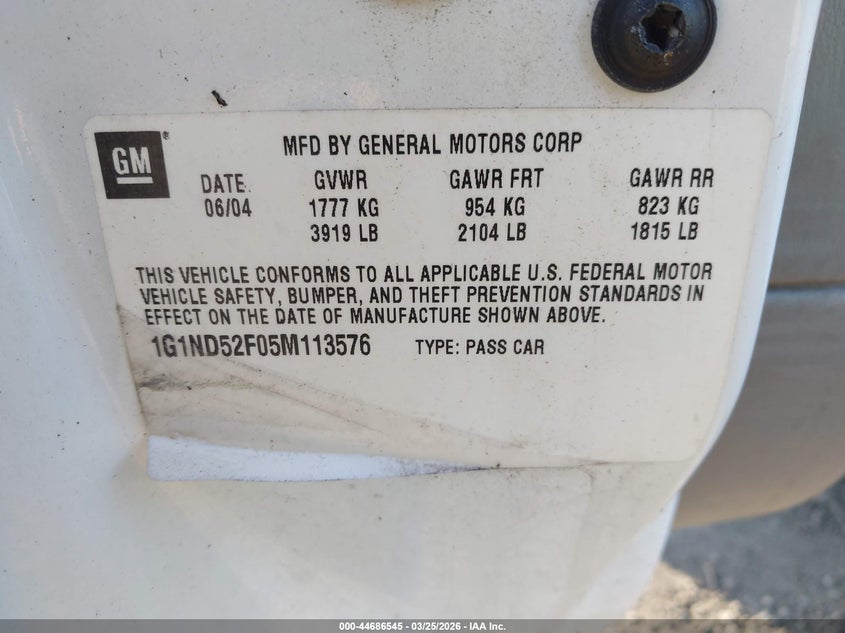 GM
MFD BY GENERAL MOTORS CORP
DATE GVWR GAWR FRT GAWR RR
06/04 1777 KG 954 KG 823 KG
3919 LB 2104 LB 1815 LB
THIS VEHICLE CONFORMS TO ALL APPLICABLE U.S. FEDERAL MOTOR
VEHICLE SAFETY, BUMPER, AND THEFT PREVENTION STANDARDS IN
EFFECT ON THE DATE OF MANUFACTURE SHOWN ABOVE.
1G1ND52F05M113576 TYPE: PASS CAR
000-44686545 - 03/25/2026 - IAA Inc.